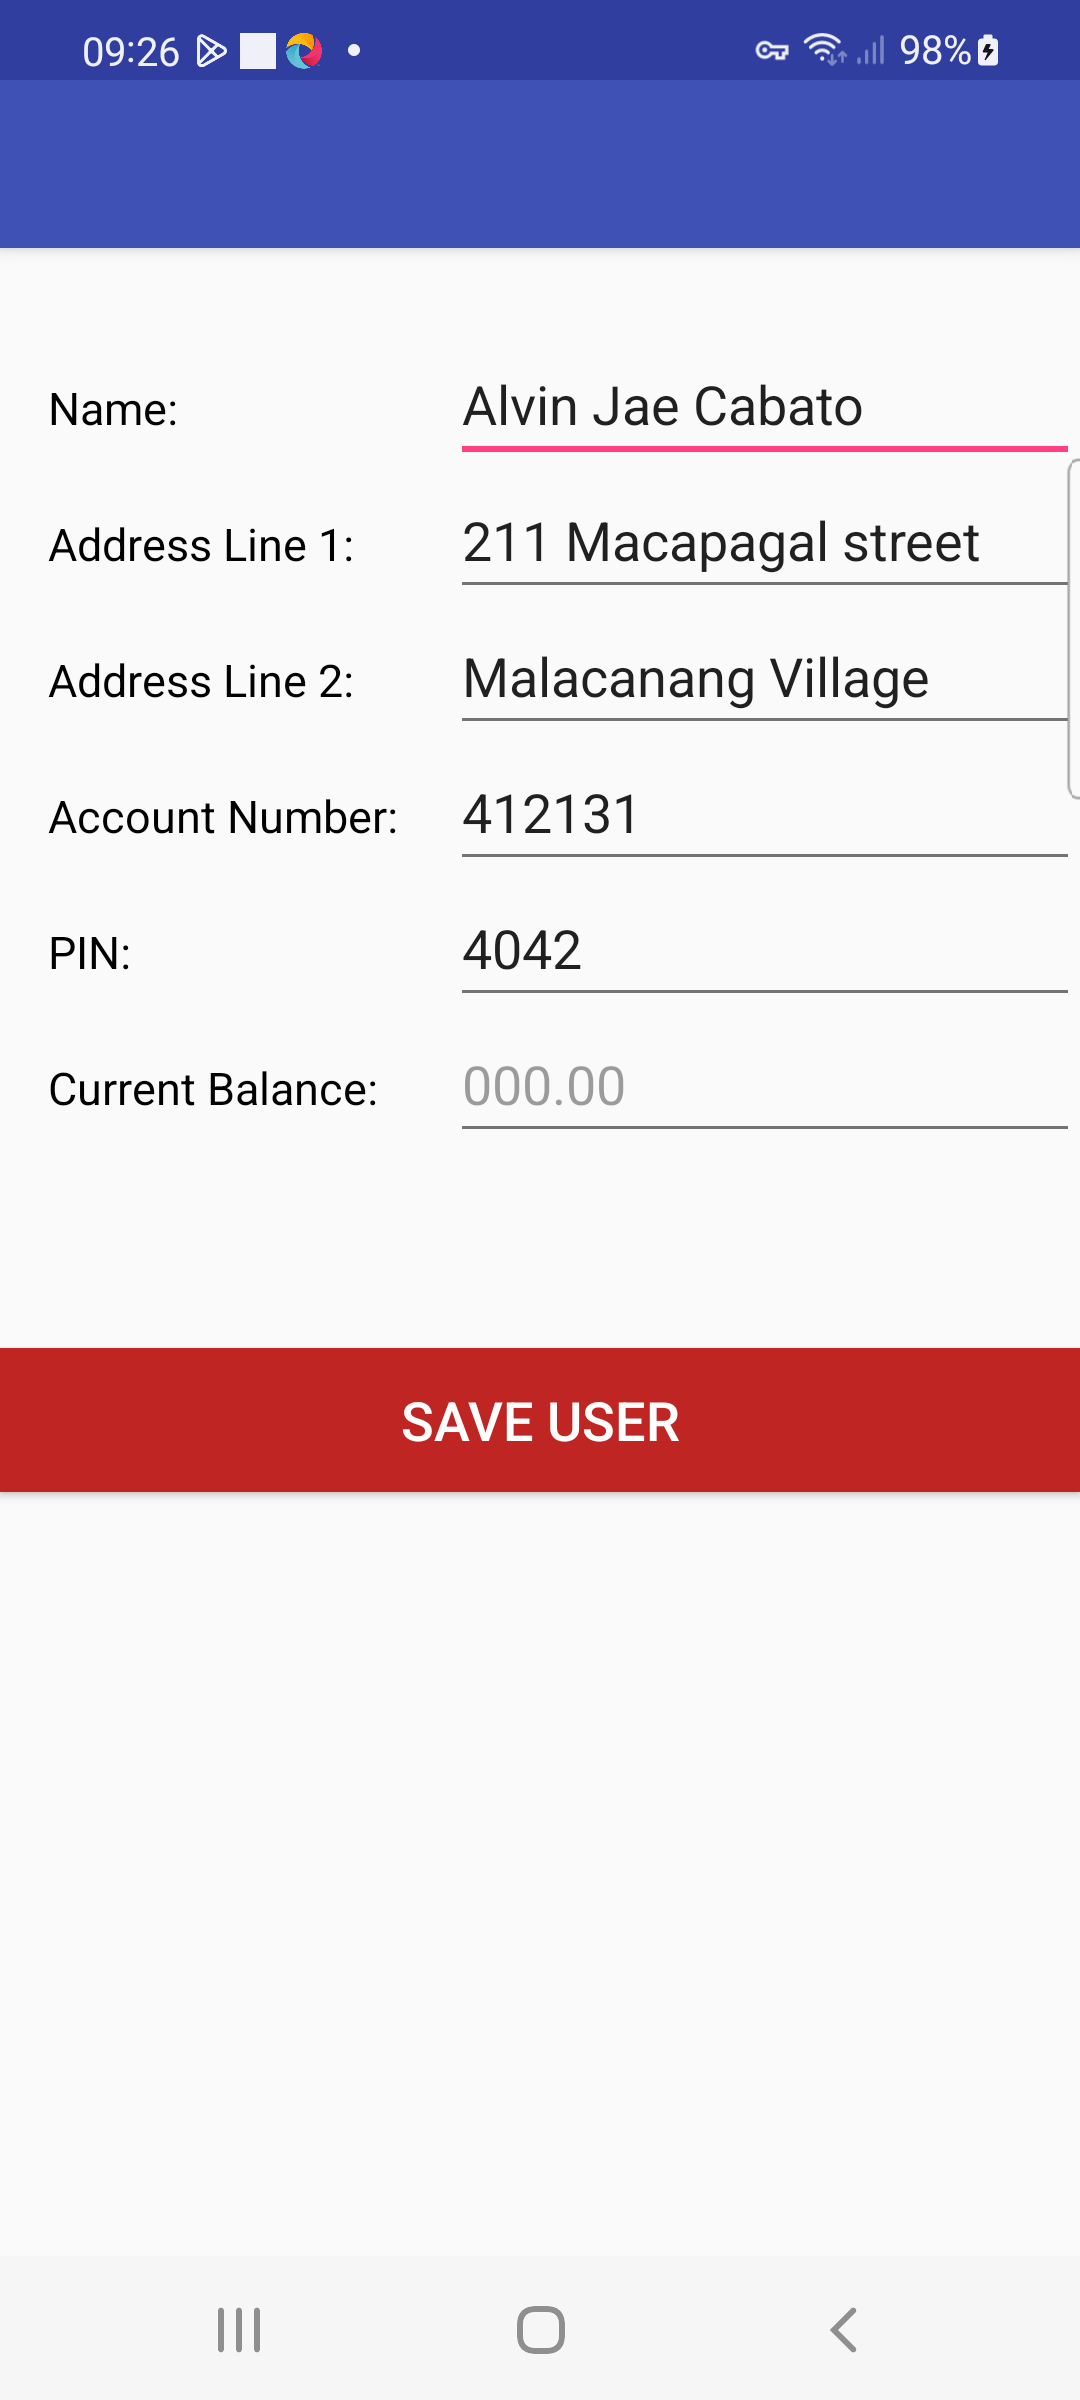 09:26 98%
Name: Alvin Jae Cabato
Address Line 1: 211 Macapagal street
Address Line 2: Malacanang Village
Account Number: 412131
PIN: 4042
Current Balance: 000.00
SAVE USER